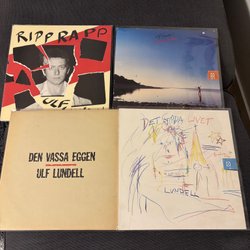 RIPP RAPP
ULF
DEN VASSA EGGEN
ULF LUNDELL
DET GODA LIVET
LUNDELL